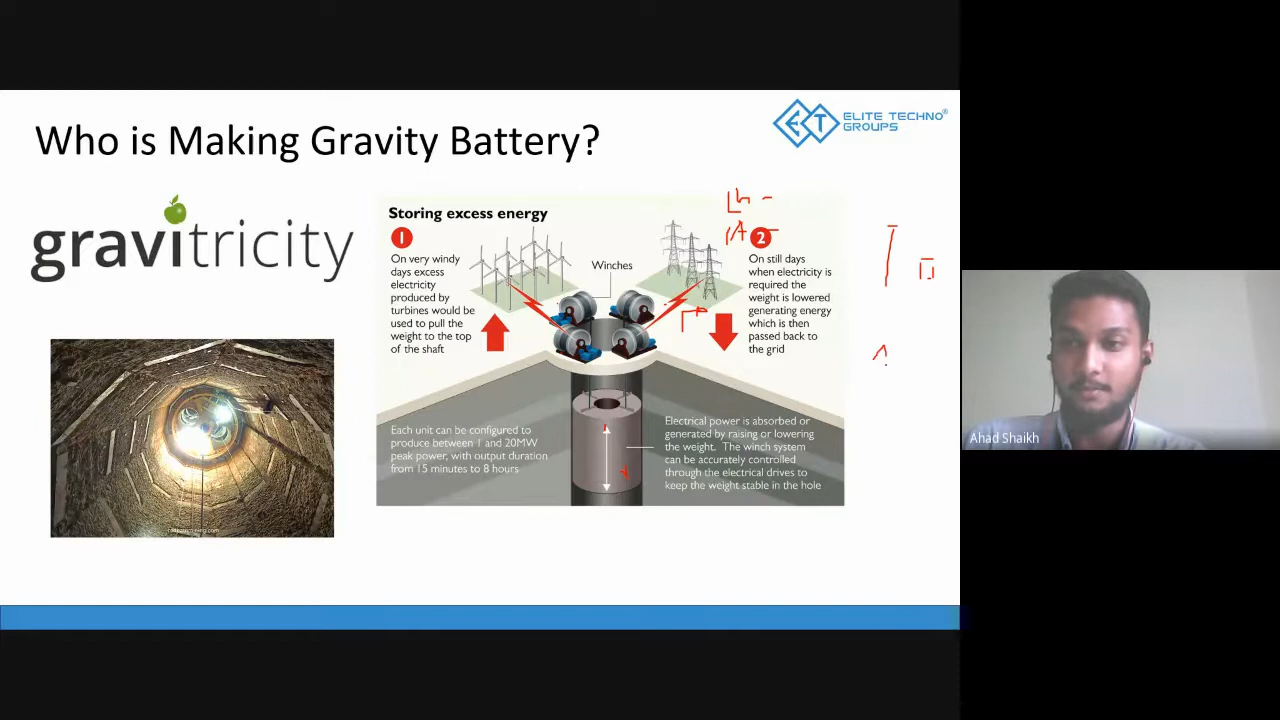 Who is Making Gravity Battery?
ELITE TECHNO®
GROUPS
ET
gravitricity
Storing excess energy
1
On very windy
days excess
electricity
produced by
turbines would be
used to pull the
weight to the top
of the shaft
Winches
2
On still days
when electricity is
required the
weight is lowered
generating energy
which is then
passed back to
the grid
Each unit can be configured to
produce between 1 and 20MW
peak power, with output duration
from 15 minutes to 8 hours
Electrical power is absorbed or
generated by raising or lowering
the weight. The winch system
can be accurately controlled
through the electrical drives to
keep the weight stable in the hole
Ahad Shaikh